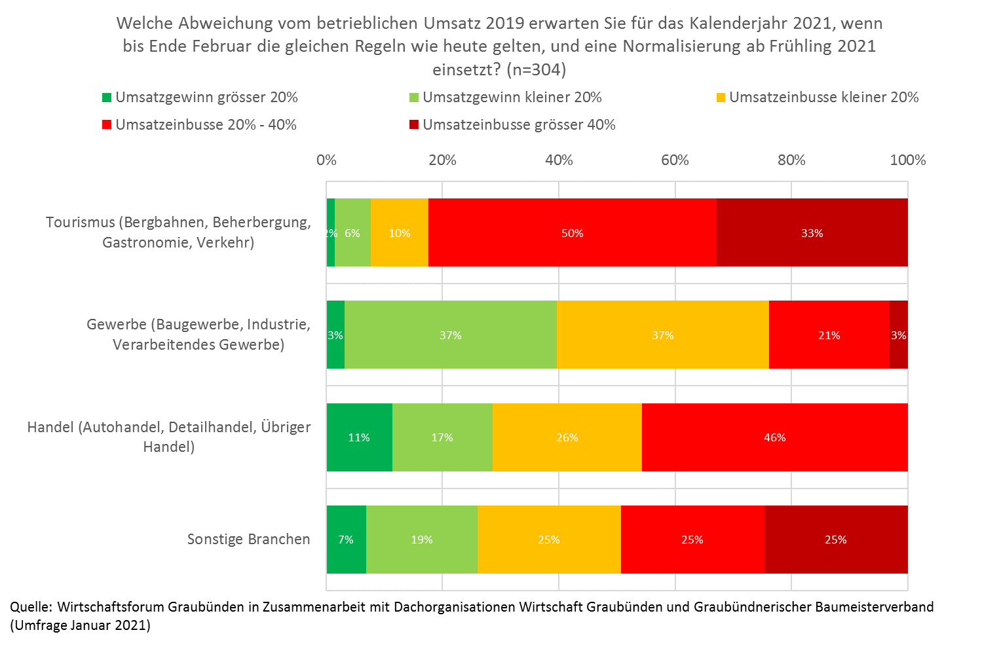 Welche Abweichung vom betrieblichen Umsatz 2019 erwarten Sie für das Kalenderjahr 2021, wenn
bis Ende Februar die gleichen Regeln wie heute gelten, und eine Normalisierung ab Frühling 2021
einsetzt? (n=304)
Umsatzgewinn grösser 20% Umsatzgewinn kleiner 20% Umsatzeinbusse kleiner 20%
Umsatzeinbusse 20% - 40% Umsatzeinbusse grösser 40%
0% 20% 40% 60% 80% 100%
Tourismus (Bergbahnen, Beherbergung,
Gastronomie, Verkehr)
2% 6% 10% 50% 33%
Gewerbe (Baugewerbe, Industrie,
Verarbeitendes Gewerbe)
3% 37% 37% 21% 3%
Handel (Autohandel, Detailhandel, Übriger
Handel)
11% 17% 26% 46%
Sonstige Branchen
7% 19% 25% 25% 25%
Quelle: Wirtschaftsforum Graubünden in Zusammenarbeit mit Dachorganisationen Wirtschaft Graubünden und Graubündnerischer Baumeisterverband
(Umfrage Januar 2021)